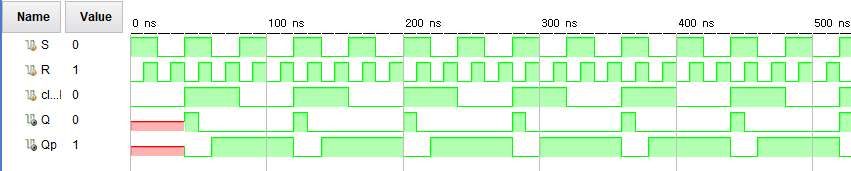 Name Value 0 ns 100 ns 200 ns 300 ns 400 ns 500 ns
S 0
R 1
cl...l 0
Q 0
Qp 1